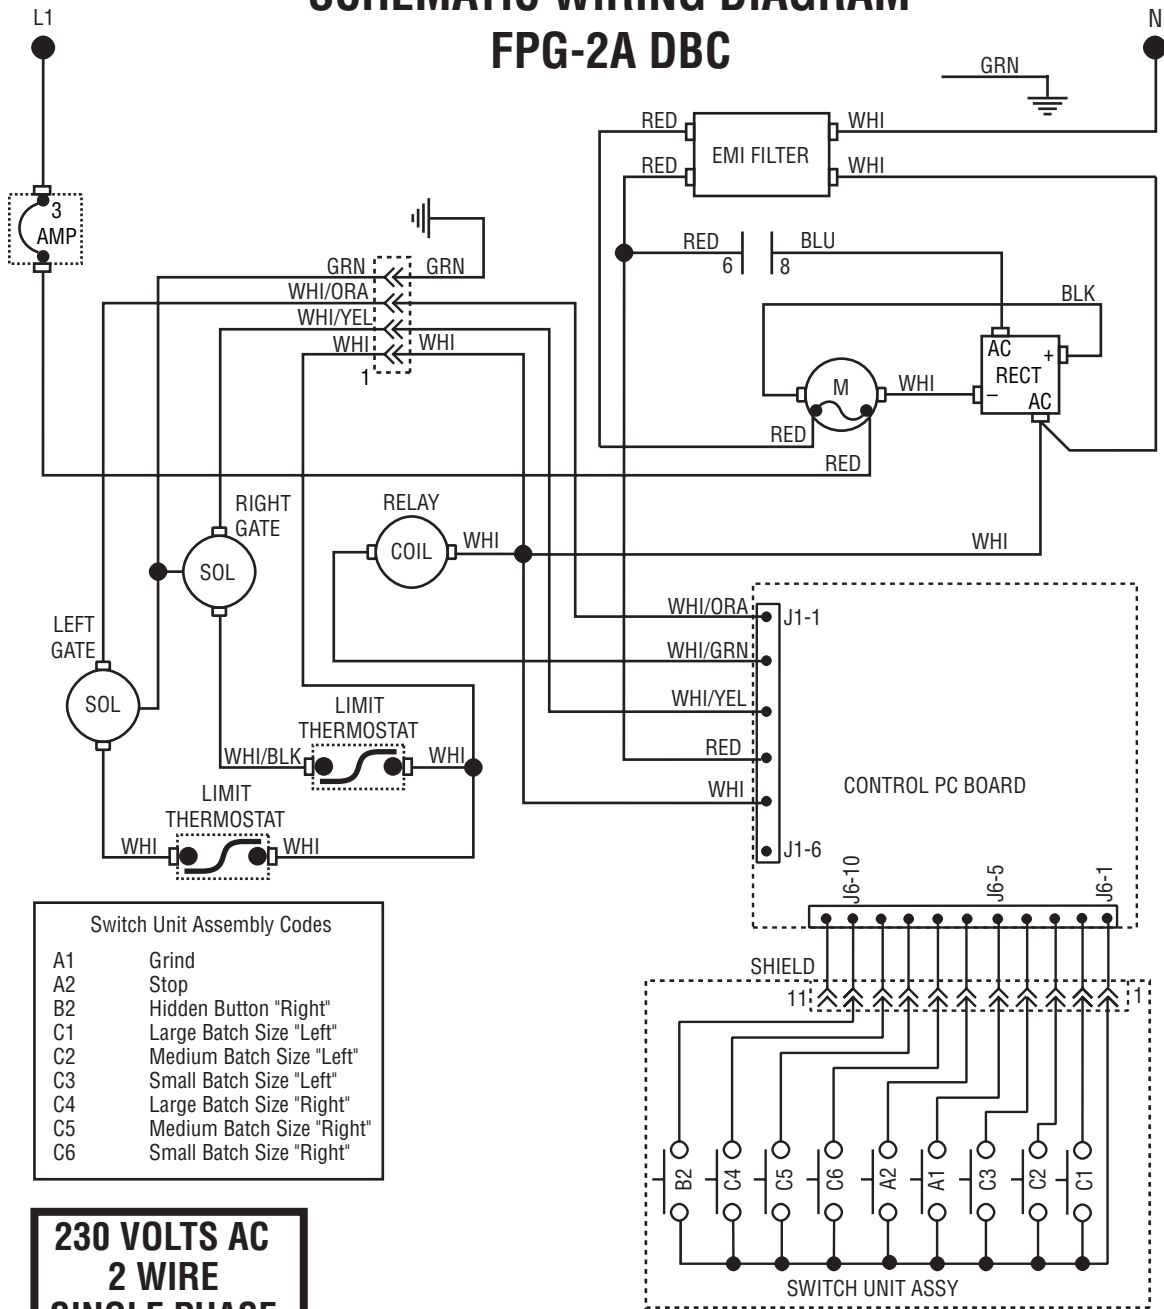 SCHEMATIC WIRING DIAGRAM
FPG-2A DBC
L1
N
GRN
RED
WHI
EMI FILTER
RED
WHI
3
AMP
RED
BLU
6
8
GRN
GRN
WHI/ORA
WHI/YEL
WHI
WHI
1
BLK
AC
+
RECT
–
AC
M
WHI
RED
RED
RIGHT
GATE
SOL
RELAY
COIL
WHI
WHI
LEFT
GATE
SOL
WHI/ORA
J1-1
WHI/GRN
WHI/YEL
RED
WHI
J1-6
CONTROL PC BOARD
LIMIT
THERMOSTAT
WHI/BLK
WHI
LIMIT
THERMOSTAT
WHI
WHI
J6-10
J6-5
J6-1
SHIELD
11
1
Switch Unit Assembly Codes
A1 Grind
A2 Stop
B2 Hidden Button "Right"
C1 Large Batch Size "Left"
C2 Medium Batch Size "Left"
C3 Small Batch Size "Left"
C4 Large Batch Size "Right"
C5 Medium Batch Size "Right"
C6 Small Batch Size "Right"
B2
C4
C5
C6
A2
A1
C3
C2
C1
SWITCH UNIT ASSY
230 VOLTS AC
2 WIRE
SINGLE PHASE